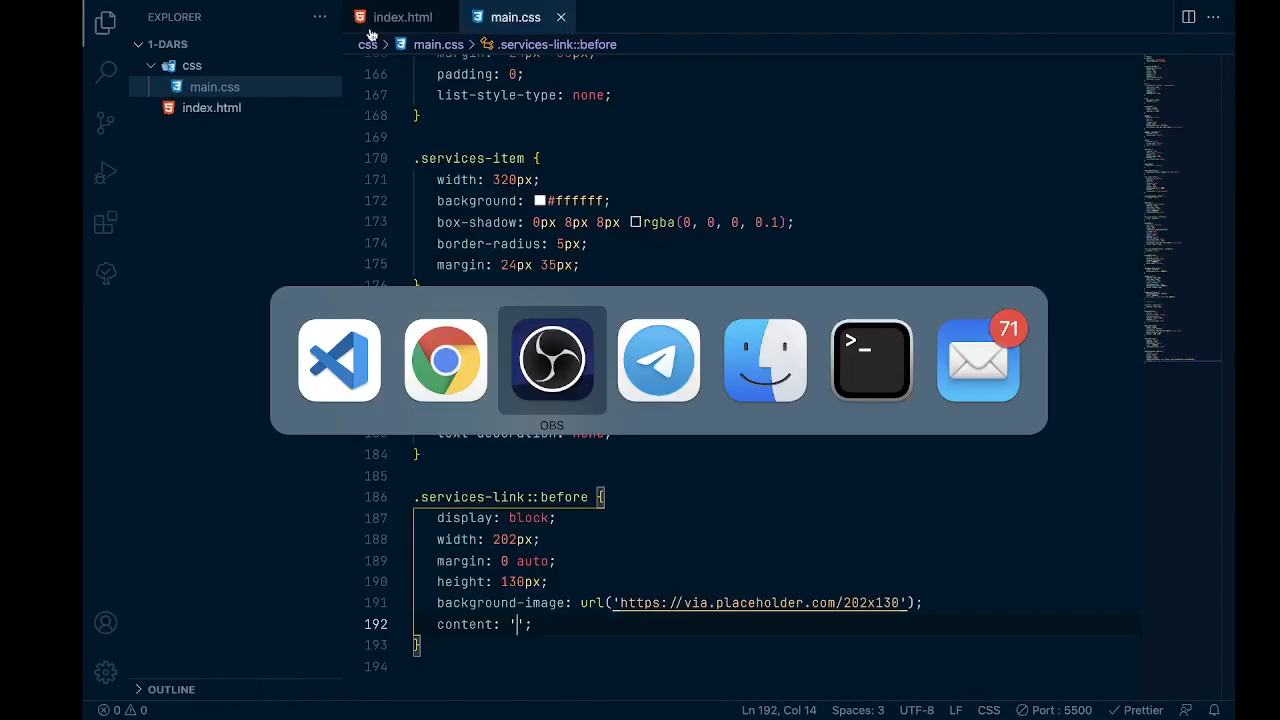 EXPLORER
index.html
main.css
1-DARS
css
main.css
index.html
css > main.css > .services-link::before
166 padding: 0;
167 list-style-type: none;
168 }
169
170 .services-item {
171 width: 320px;
172 background: #ffffff;
173 box-shadow: 0px 8px 8px rgba(0, 0, 0, 0.1);
174 border-radius: 5px;
175 margin: 24px 35px;
71
OBS
184 }
185
186 .services-link::before {
187 display: block;
188 width: 202px;
189 margin: 0 auto;
190 height: 130px;
191 background-image: url('https://via.placeholder.com/202x130');
192 content: '';
193 }
194
OUTLINE
0 0
Ln 192, Col 14
Spaces: 3
UTF-8
LF
CSS
Port : 5500
Prettier